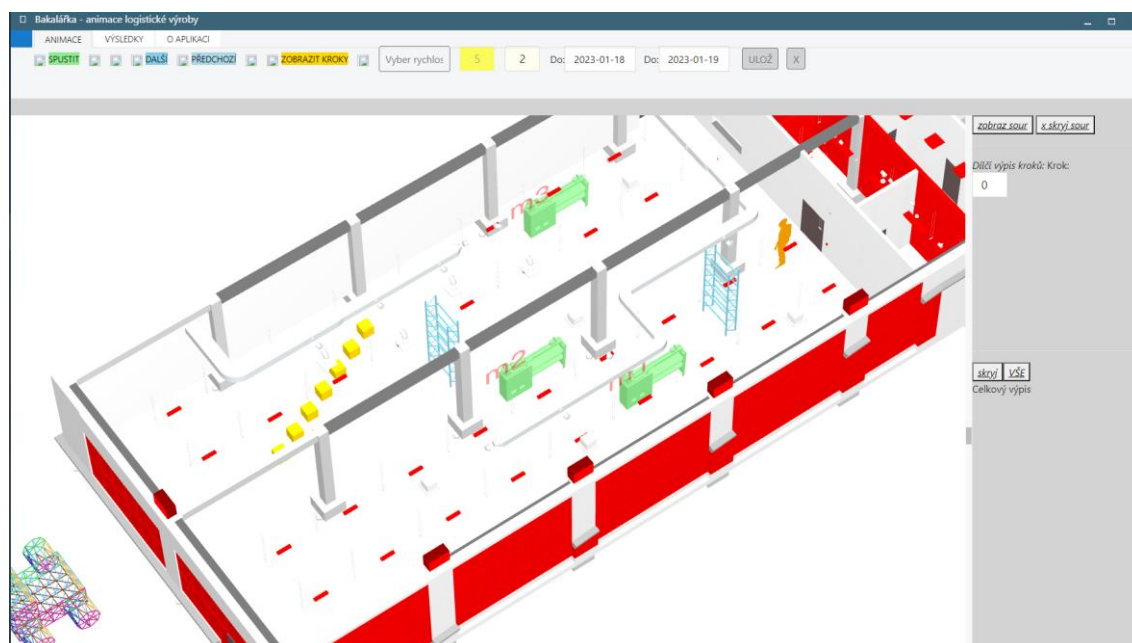 Bakalářka - animace logistické výroby
ANIMACE VÝSLEDKY O APLIKACI
SPUSTIT DALŠÍ PŘEDCHOZÍ ZOBRAZIT KROKY Vyber rychlos 5 2 Do: 2023-01-18 Do: 2023-01-19 ULOŽ X
zobraz sour x skryj sour
Dílčí výpis kroků: Krok:
0
m3
m2
skryj VŠE
Celkový výpis